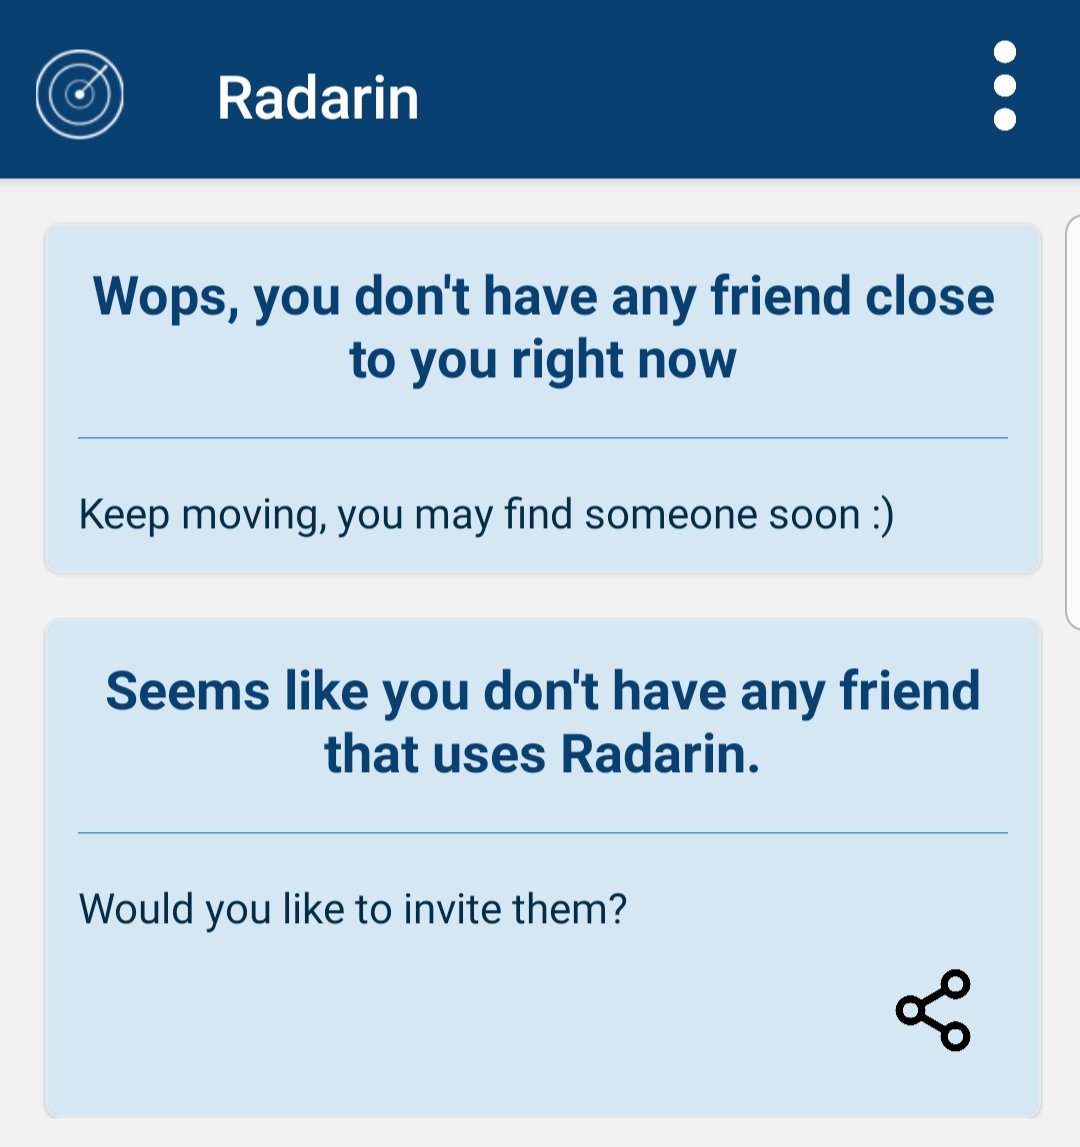 Radarin
Wops, you don't have any friend close
to you right now
Keep moving, you may find someone soon :)
Seems like you don't have any friend
that uses Radarin.
Would you like to invite them?